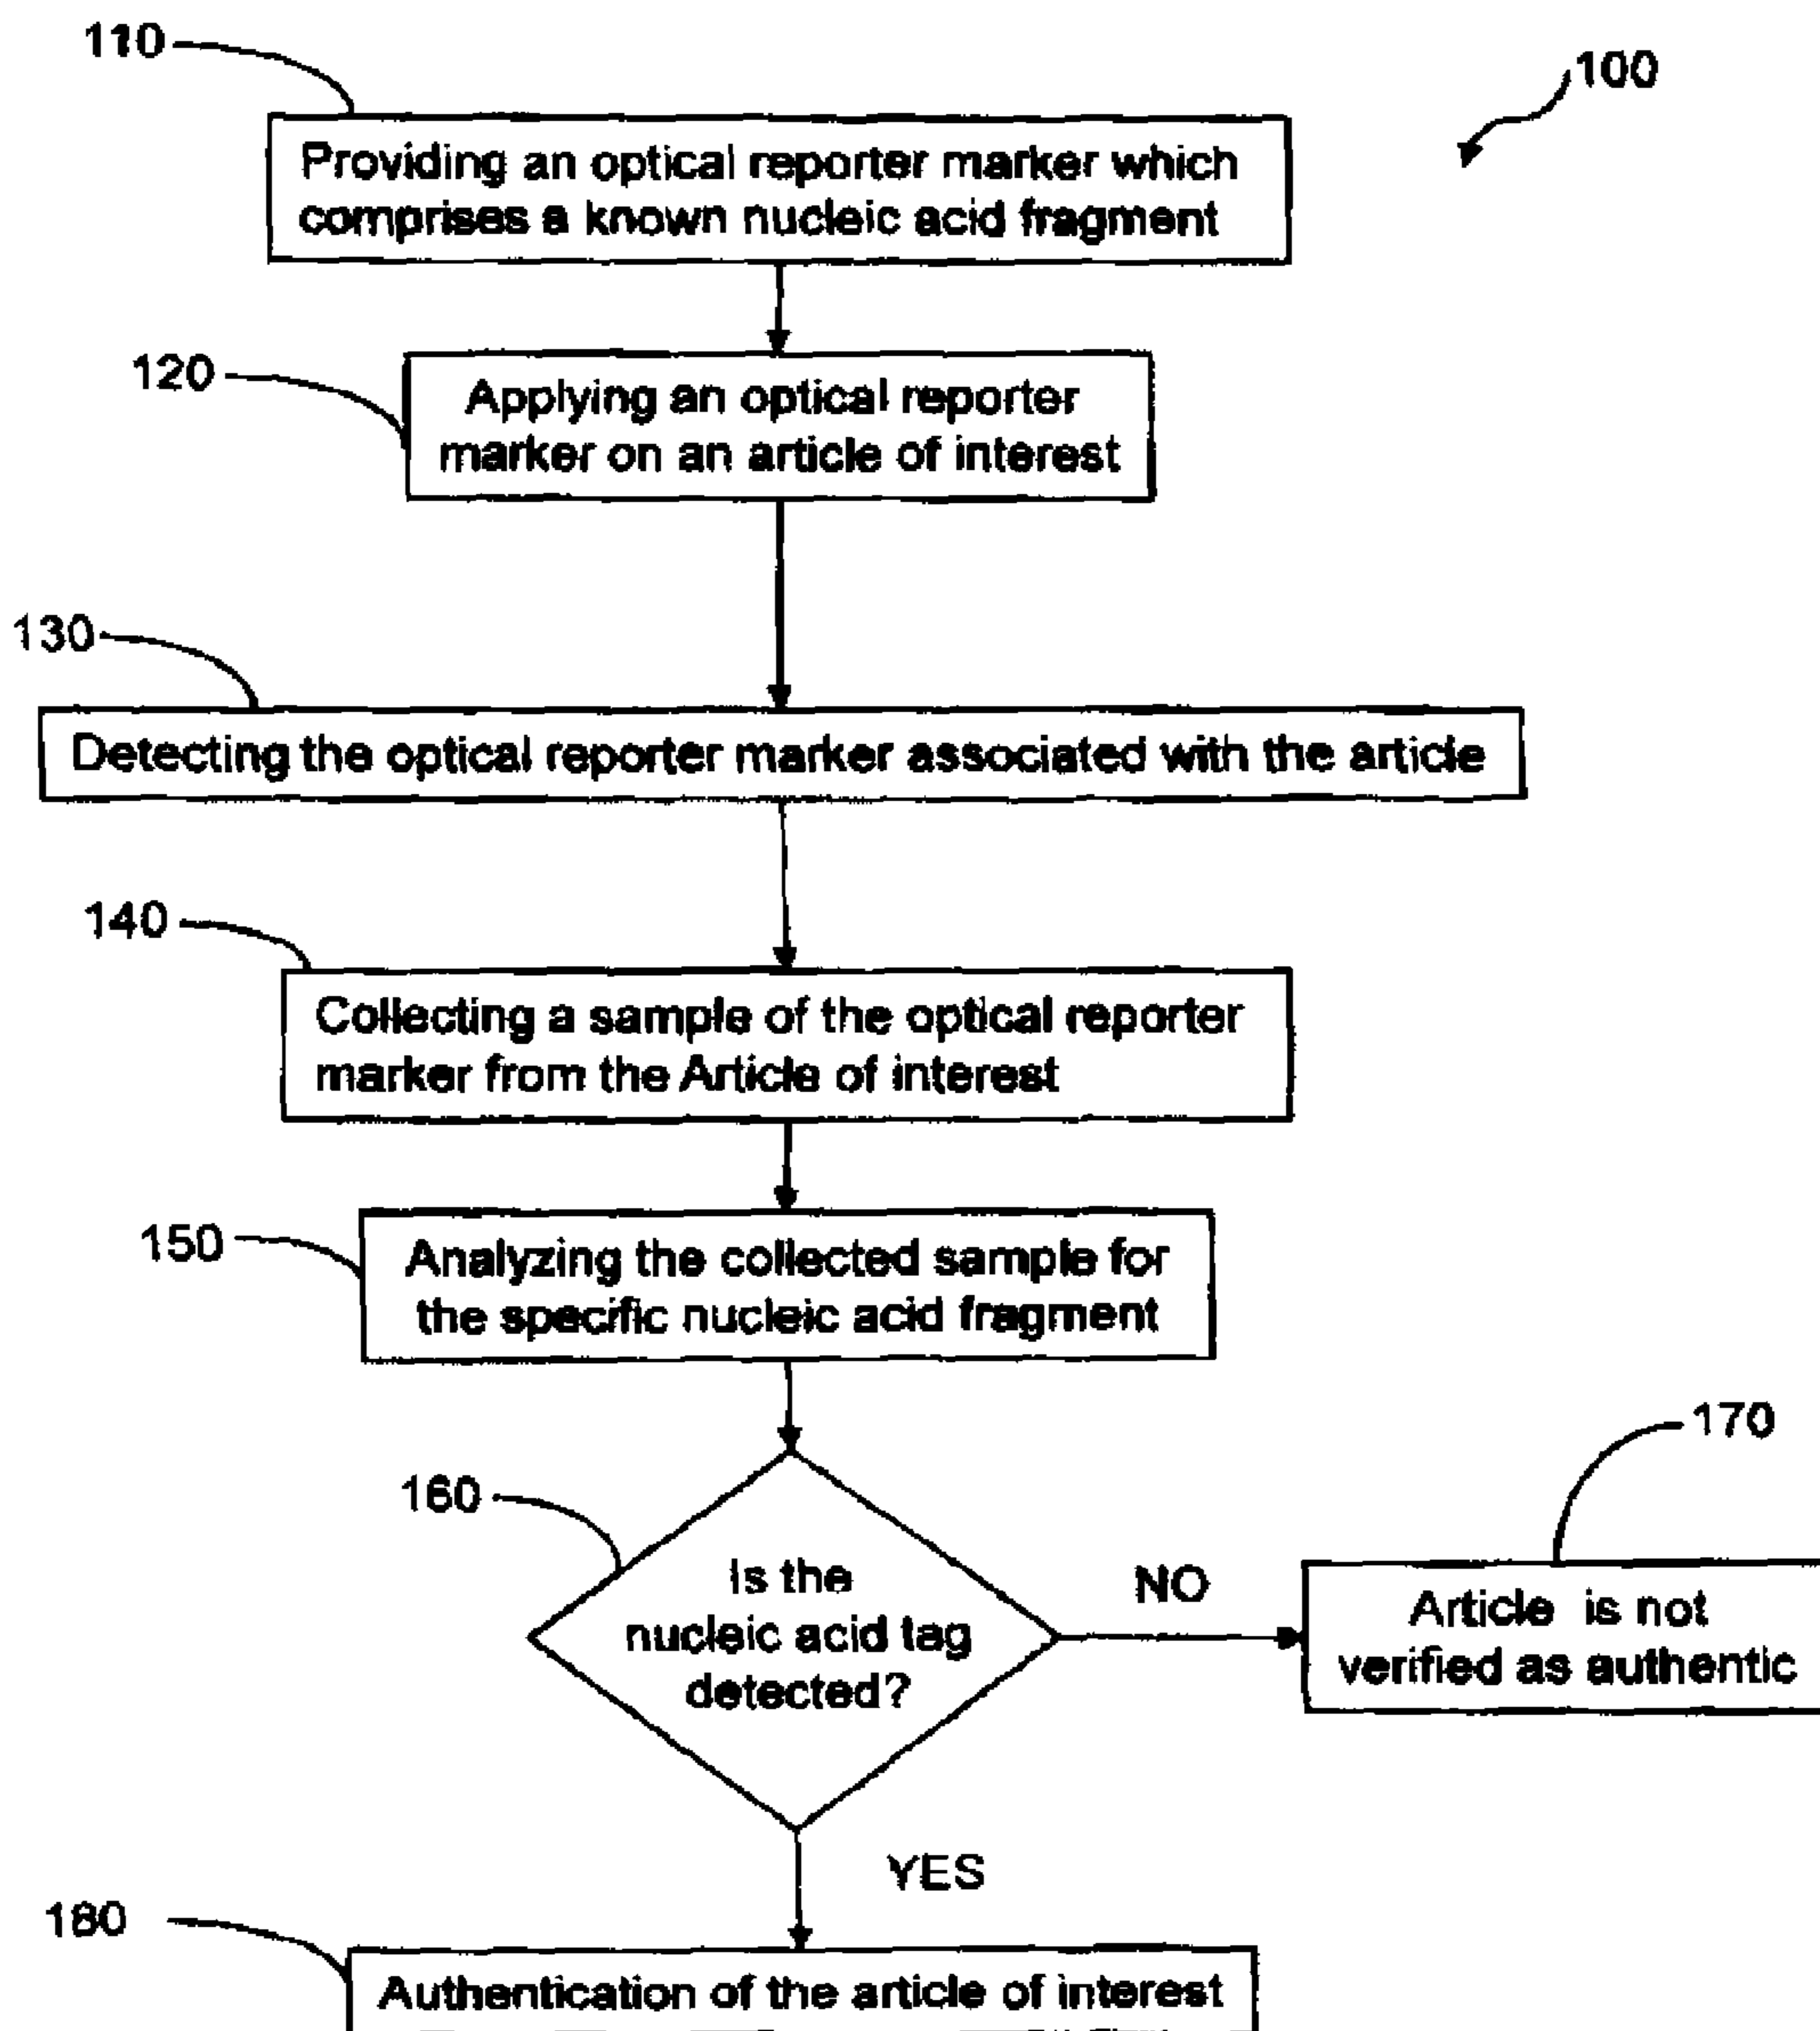 110
100
Providing an optical reporter marker which
comprises a known nucleic acid fragment
120
Applying an optical reporter
marker on an article of interest
130
Detecting the optical reporter marker associated with the article
140
Collecting a sample of the optical reporter
marker from the Article of interest
150
Analyzing the collected sample for
the specific nucleic acid fragment
170
160
Is the
nucleic acid tag
detected?
NO
Article is not
verified as authentic
YES
180
Authentication of the article of interest